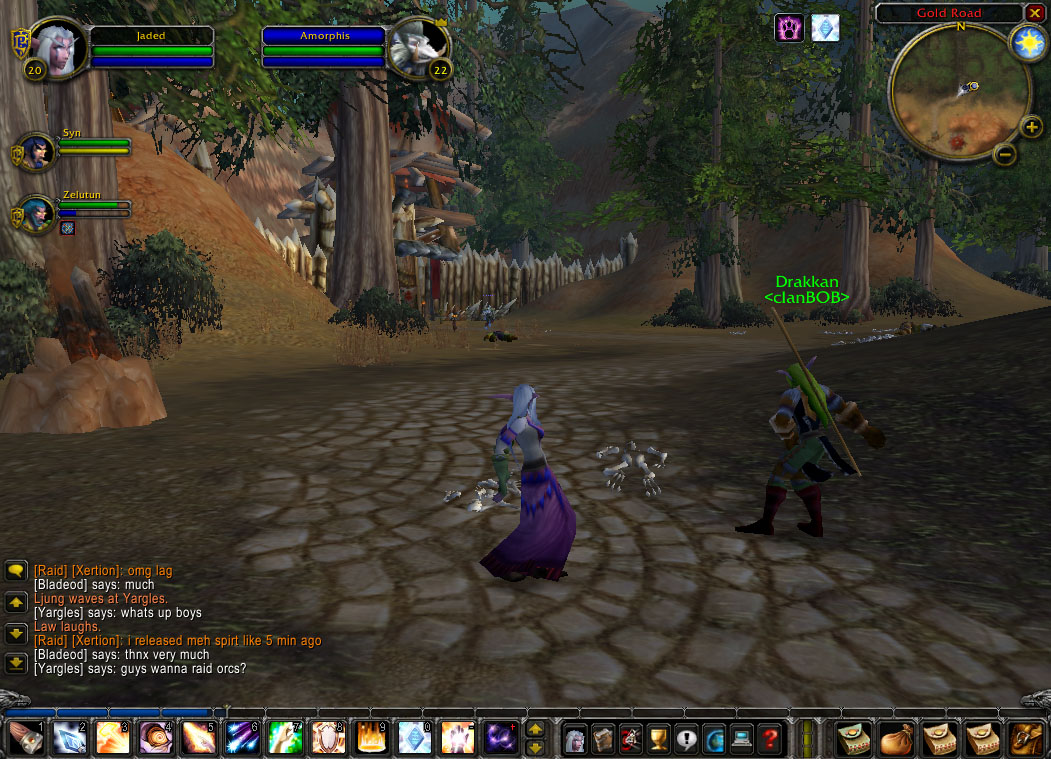 Jaded
20
Amorphis
22
Gold Road
N
Syn
Zelutun
Drakkan
<clanBOB>
[Raid] [Xertion]: omg lag
[Bladeod] says: much
Ljung waves at Yargles.
[Yargles] says: whats up boys
Law laughs.
[Raid] [Xertion]: i released meh spirt like 5 min ago
[Bladeod] says: thnx very much
[Yargles] says: guys wanna raid orcs?
1 2 3 4 5 6 7 8 9 0 - +